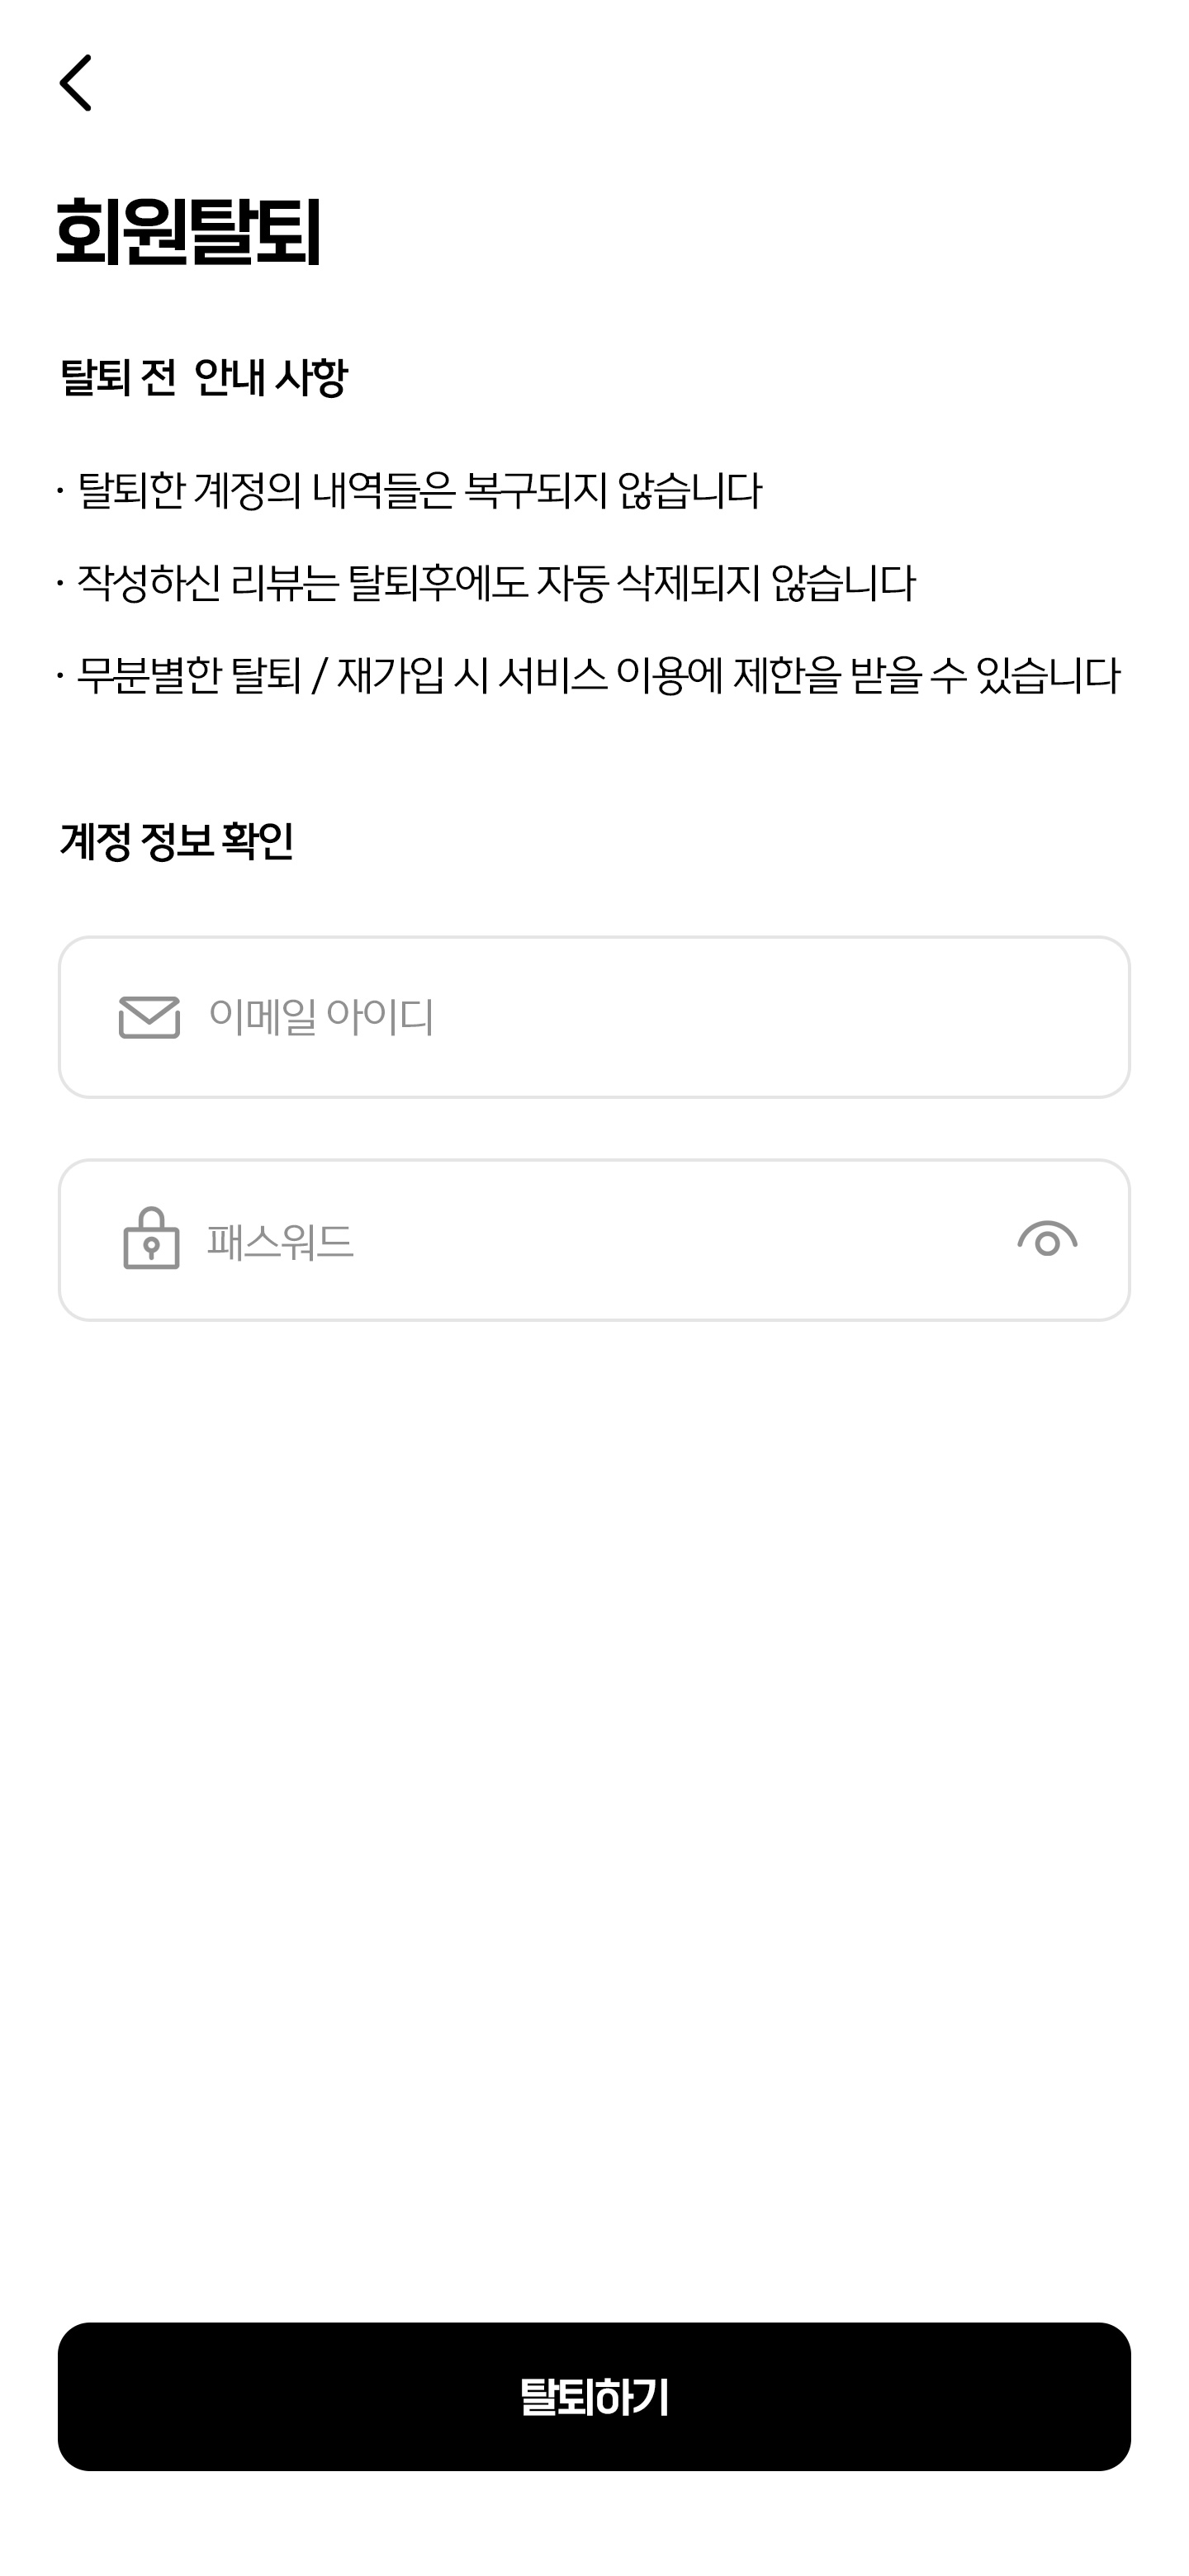 회원탈퇴
탈퇴 전 안내 사항
· 탈퇴한 계정의 내역들은 복구되지 않습니다
· 작성하신 리뷰는 탈퇴후에도 자동 삭제되지 않습니다
· 무분별한 탈퇴 / 재가입 시 서비스 이용에 제한을 받을 수 있습니다
계정 정보 확인
이메일 아이디
패스워드
탈퇴하기